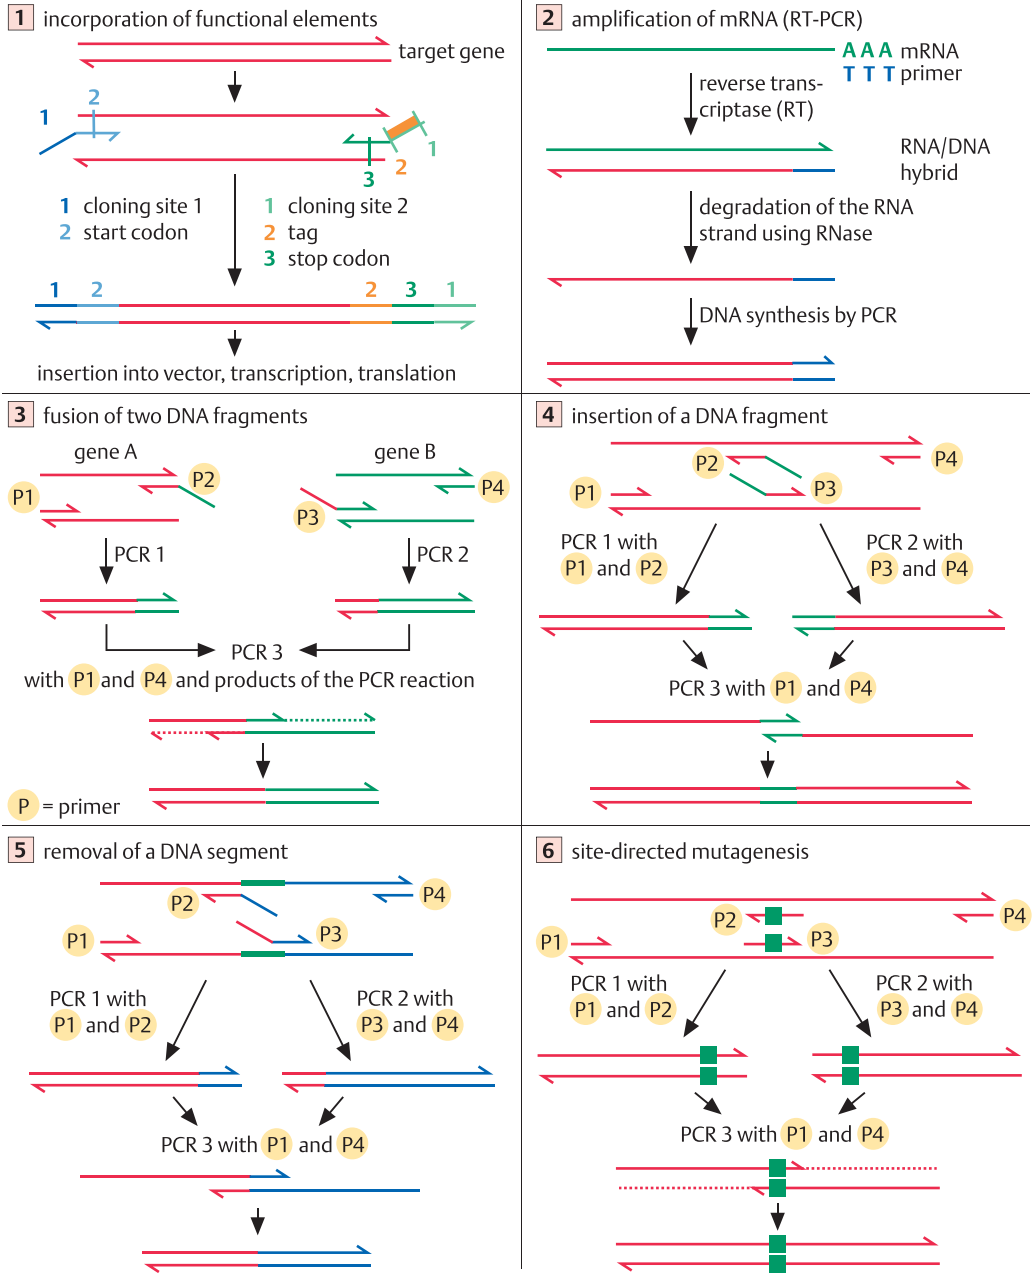 1 incorporation of functional elements
target gene
2
1
1
2
3
1 cloning site 1
2 start codon
1 cloning site 2
2 tag
3 stop codon
1 2 2 3 1
insertion into vector, transcription, translation
2 amplification of mRNA (RT-PCR)
A A A mRNA
T T T primer
reverse trans-
criptase (RT)
RNA/DNA
hybrid
degradation of the RNA
strand using RNase
DNA synthesis by PCR
3 fusion of two DNA fragments
gene A gene B
P2
P1
P4
P3
PCR 1 PCR 2
PCR 3
with P1 and P4 and products of the PCR reaction
P = primer
4 insertion of a DNA fragment
P2 P4
P1 P3
PCR 1 with
P1 and P2
PCR 2 with
P3 and P4
PCR 3 with P1 and P4
5 removal of a DNA segment
P2 P4
P1 P3
PCR 1 with
P1 and P2
PCR 2 with
P3 and P4
PCR 3 with P1 and P4
6 site-directed mutagenesis
P2 P4
P1 P3
PCR 1 with
P1 and P2
PCR 2 with
P3 and P4
PCR 3 with P1 and P4